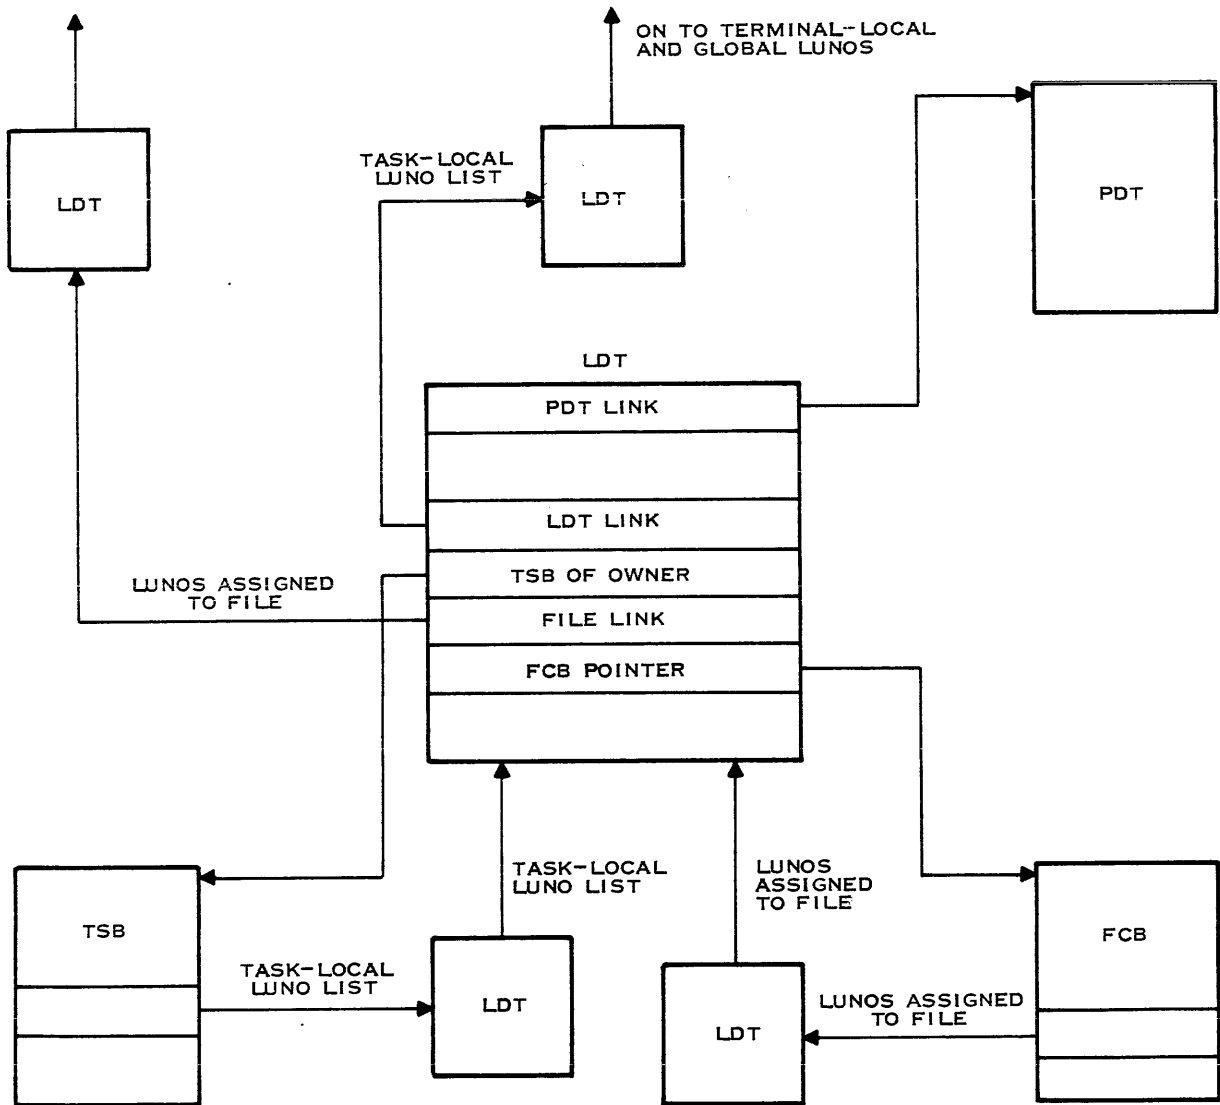 ON TO TERMINAL-LOCAL
AND GLOBAL LUNOS
TASK-LOCAL
LUNO LIST
LDT
LDT
PDT
LDT
PDT LINK
LDT LINK
TSB OF OWNER
LUNOS ASSIGNED
TO FILE
FILE LINK
FCB POINTER
TASK-LOCAL
LUNO LIST
LUNOS
ASSIGNED
TO FILE
TSB
FCB
TASK-LOCAL
LUNO LIST
LDT
LUNOS ASSIGNED
TO FILE
LDT